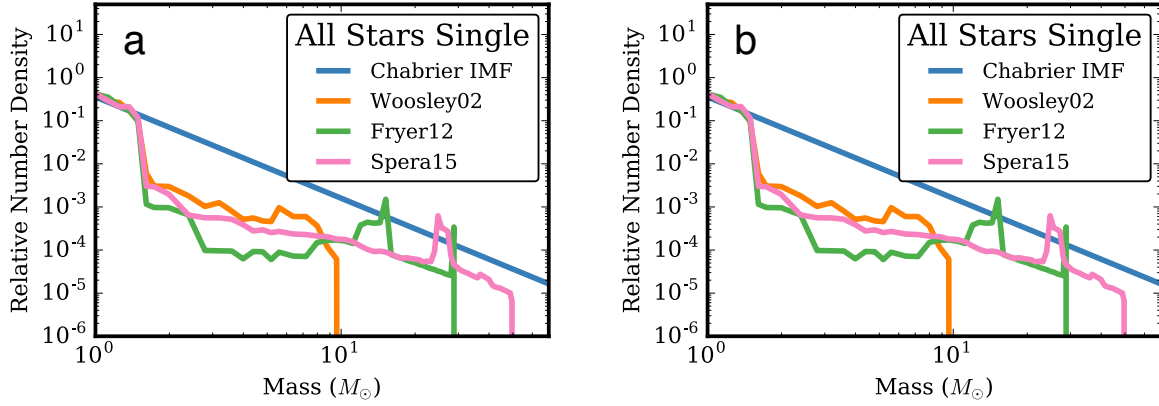 a
All Stars Single
Chabrier IMF
Woosley02
Fryer12
Spera15
Relative Number Density
10^1
10^0
10^-1
10^-2
10^-3
10^-4
10^-5
10^-6
10^0
10^1
Mass (M☉)
b
All Stars Single
Chabrier IMF
Woosley02
Fryer12
Spera15
Relative Number Density
10^1
10^0
10^-1
10^-2
10^-3
10^-4
10^-5
10^-6
10^0
10^1
Mass (M☉)